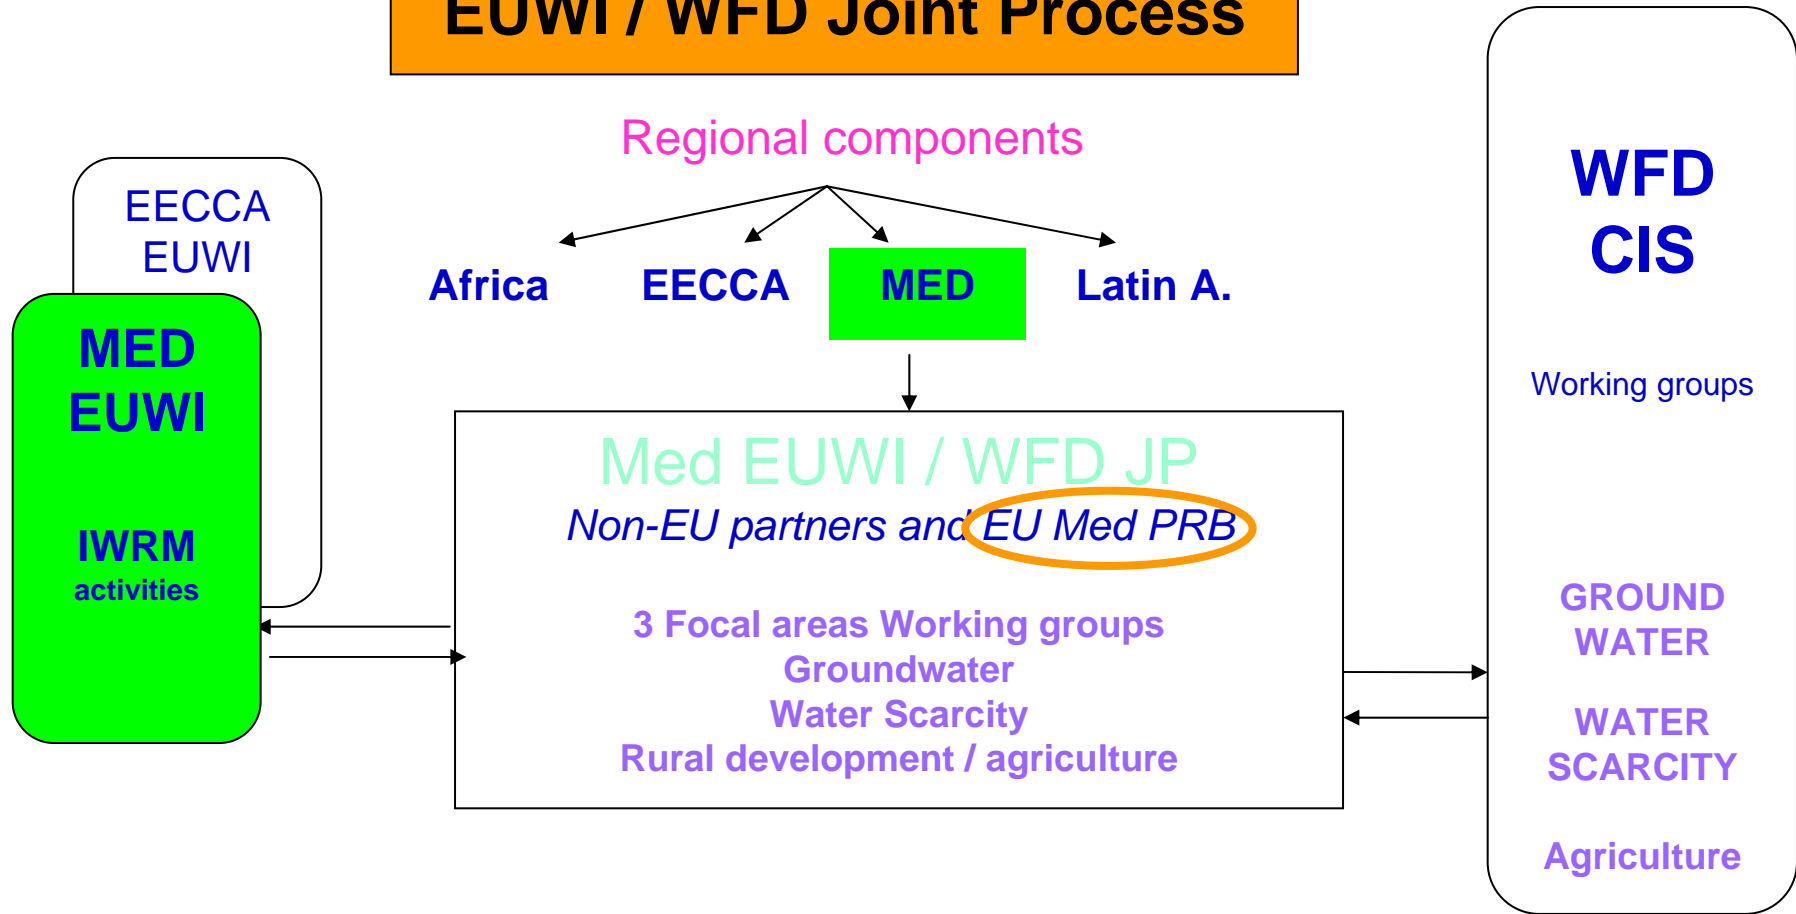 EUWI / WFD Joint Process
Regional components
Africa
EECCA
MED
Latin A.
EECCA
EUWI
MED
EUWI
IWRM
activities
Med EUWI / WFD JP
Non-EU partners and EU Med PRB
3 Focal areas Working groups
Groundwater
Water Scarcity
Rural development / agriculture
WFD
CIS
Working groups
GROUND
WATER
WATER
SCARCITY
Agriculture